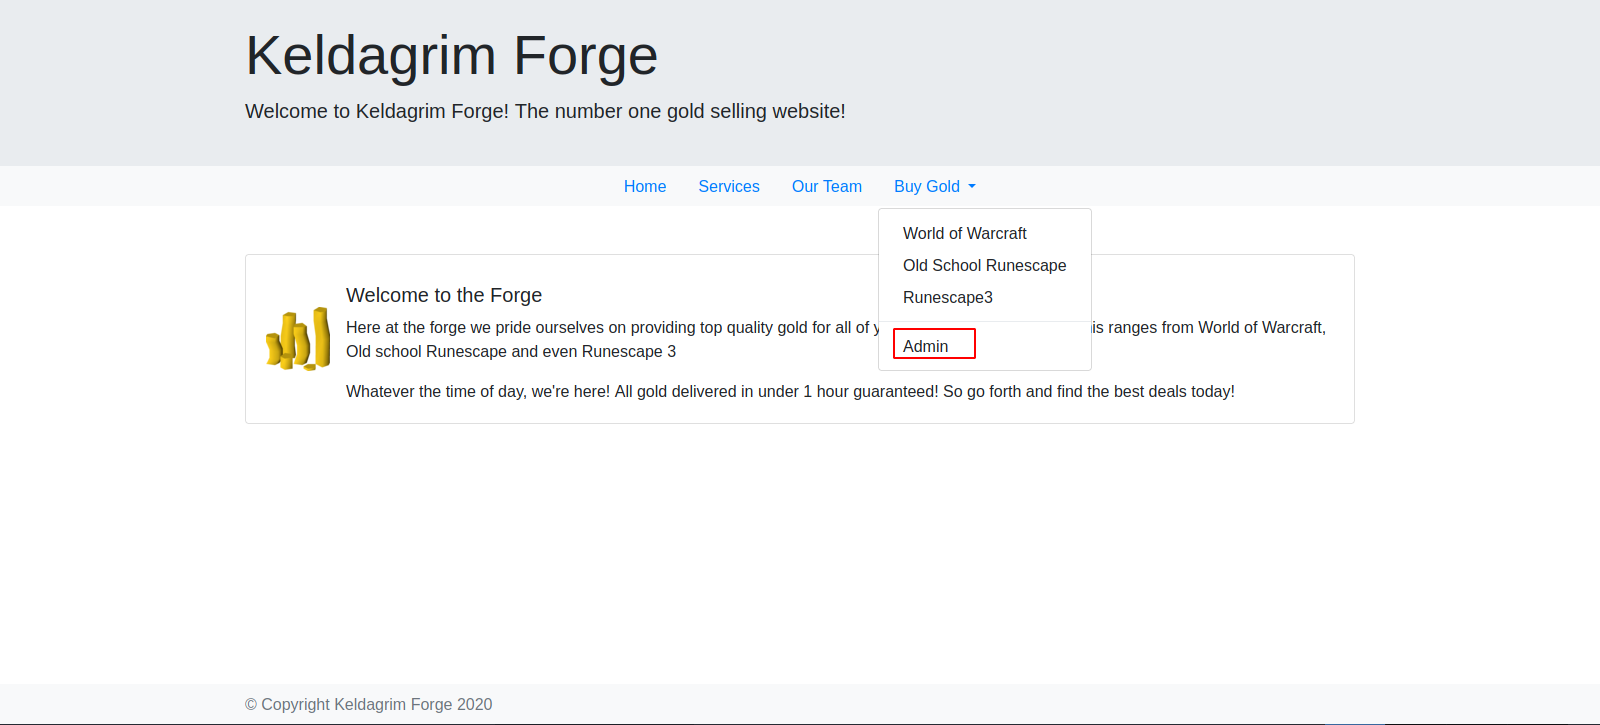 Keldagrim Forge
Welcome to Keldagrim Forge! The number one gold selling website!
Home Services Our Team Buy Gold
World of Warcraft
Old School Runescape
Runescape3
Admin
Welcome to the Forge
Here at the forge we pride ourselves on providing top quality gold for all of ranges from World of Warcraft,
Old school Runescape and even Runescape 3
Whatever the time of day, we're here! All gold delivered in under 1 hour guaranteed! So go forth and find the best deals today!
© Copyright Keldagrim Forge 2020